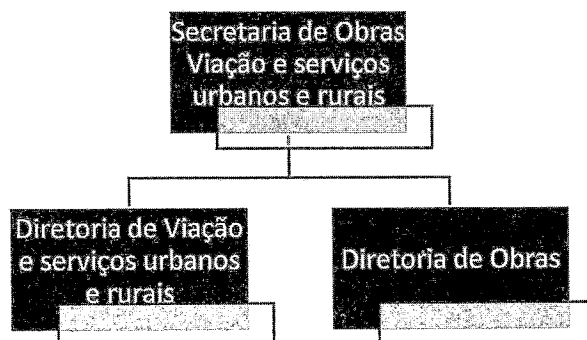 Secretaria de Obras
Viação e serviços
urbanos e rurais
Diretoria de Viação
e serviços urbanos
e rurais
Diretoria de Obras